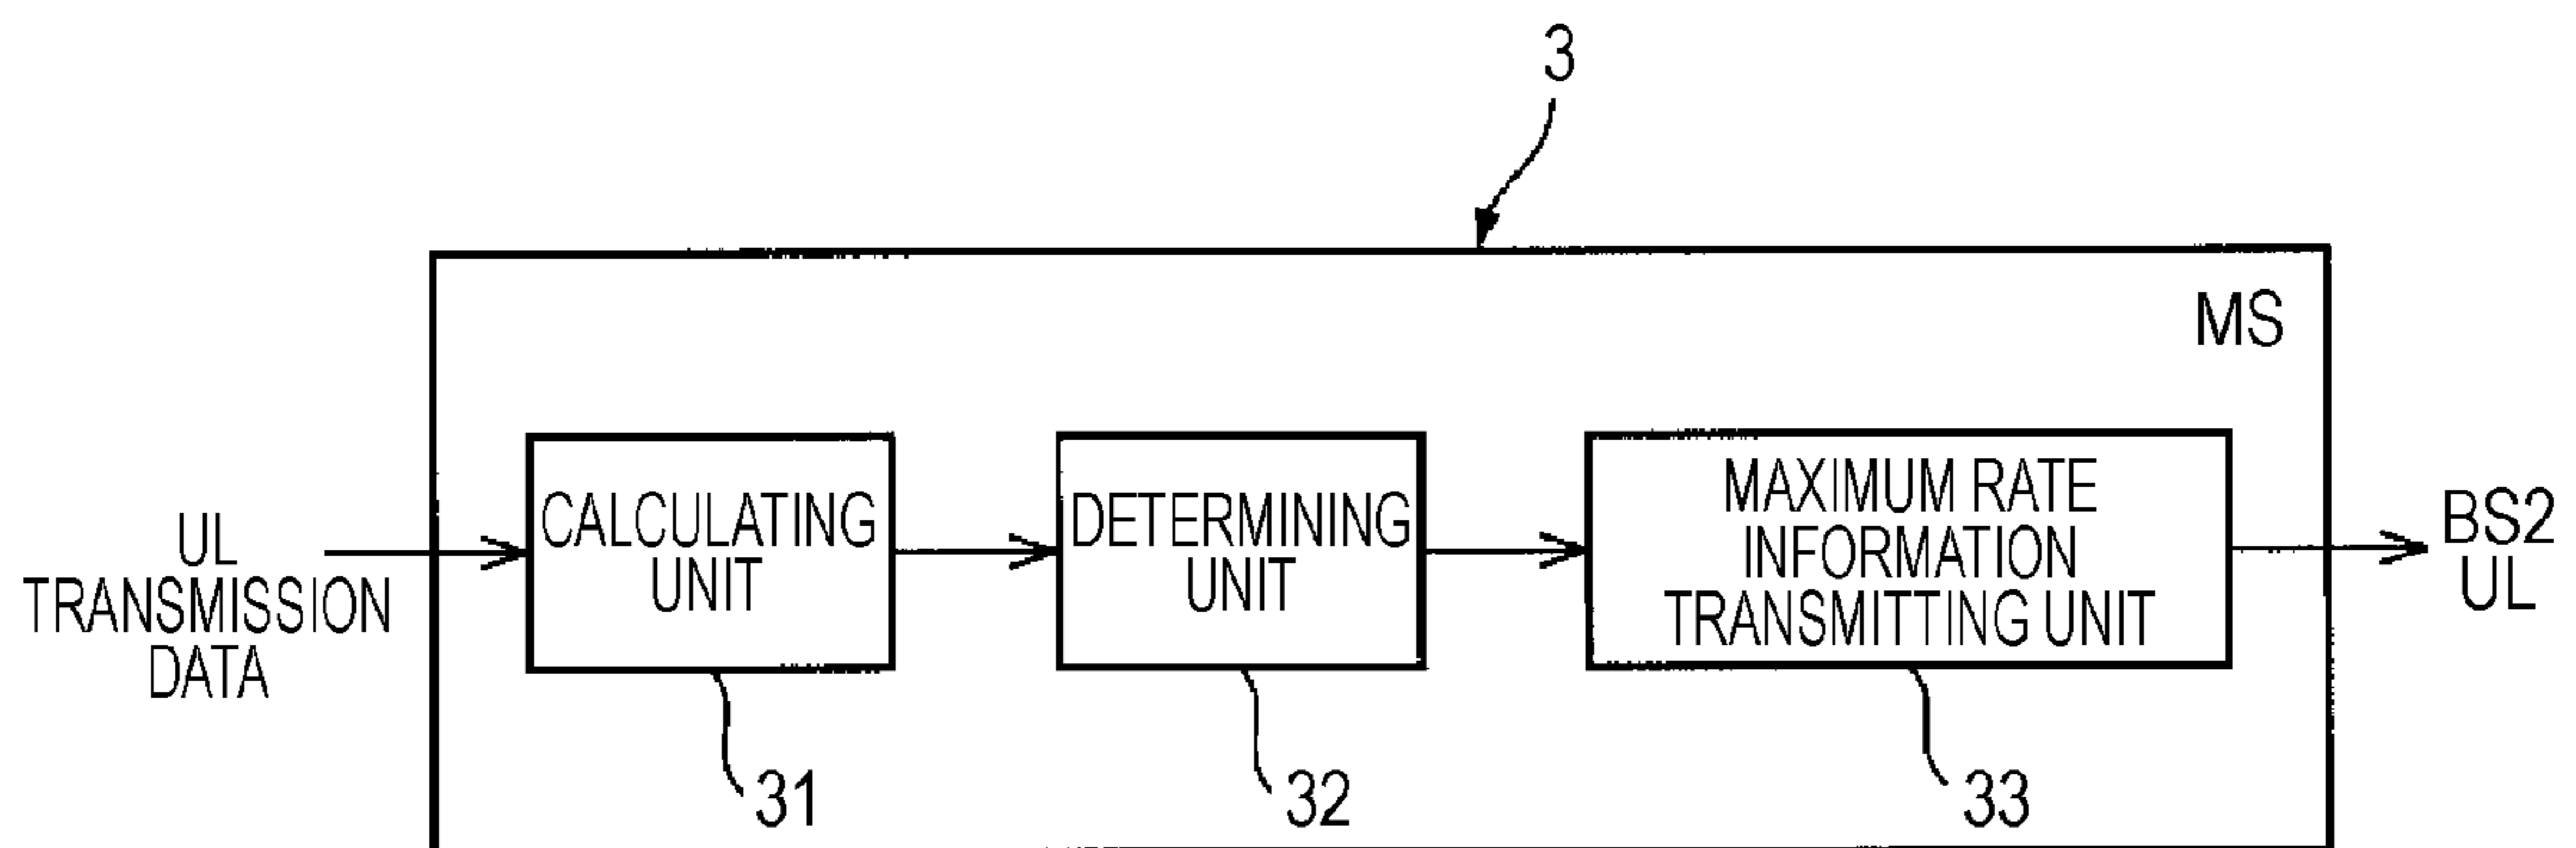 3
MS
UL
TRANSMISSION
DATA
CALCULATING
UNIT
DETERMINING
UNIT
MAXIMUM RATE
INFORMATION
TRANSMITTING UNIT
BS2
UL
31
32
33